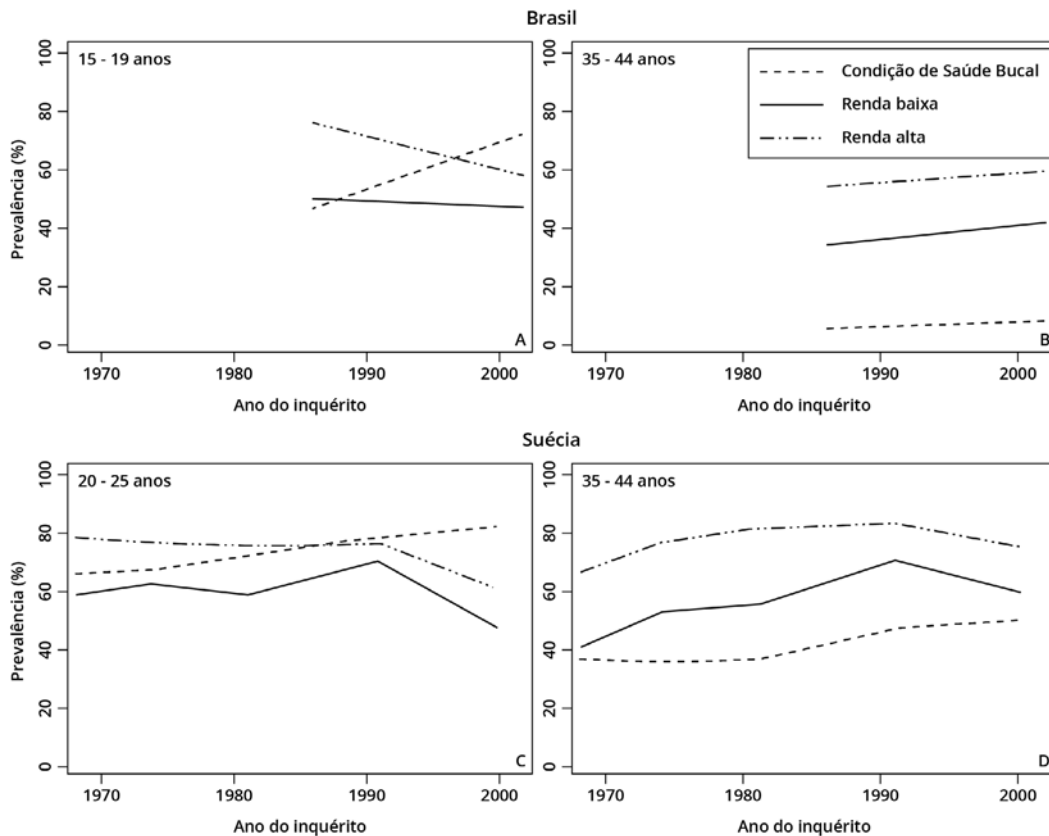 Brasil
15 - 19 anos
35 - 44 anos
Condição de Saúde Bucal
Renda baixa
Renda alta
Prevalência (%)
100
80
60
40
20
0
A
1970
1980
1990
2000
Ano do inquérito
100
80
60
40
20
0
B
1970
1980
1990
2000
Ano do inquérito
Suécia
20 - 25 anos
Prevalência (%)
100
80
60
40
20
0
C
1970
1980
1990
2000
Ano do inquérito
35 - 44 anos
100
80
60
40
20
0
D
1970
1980
1990
2000
Ano do inquérito